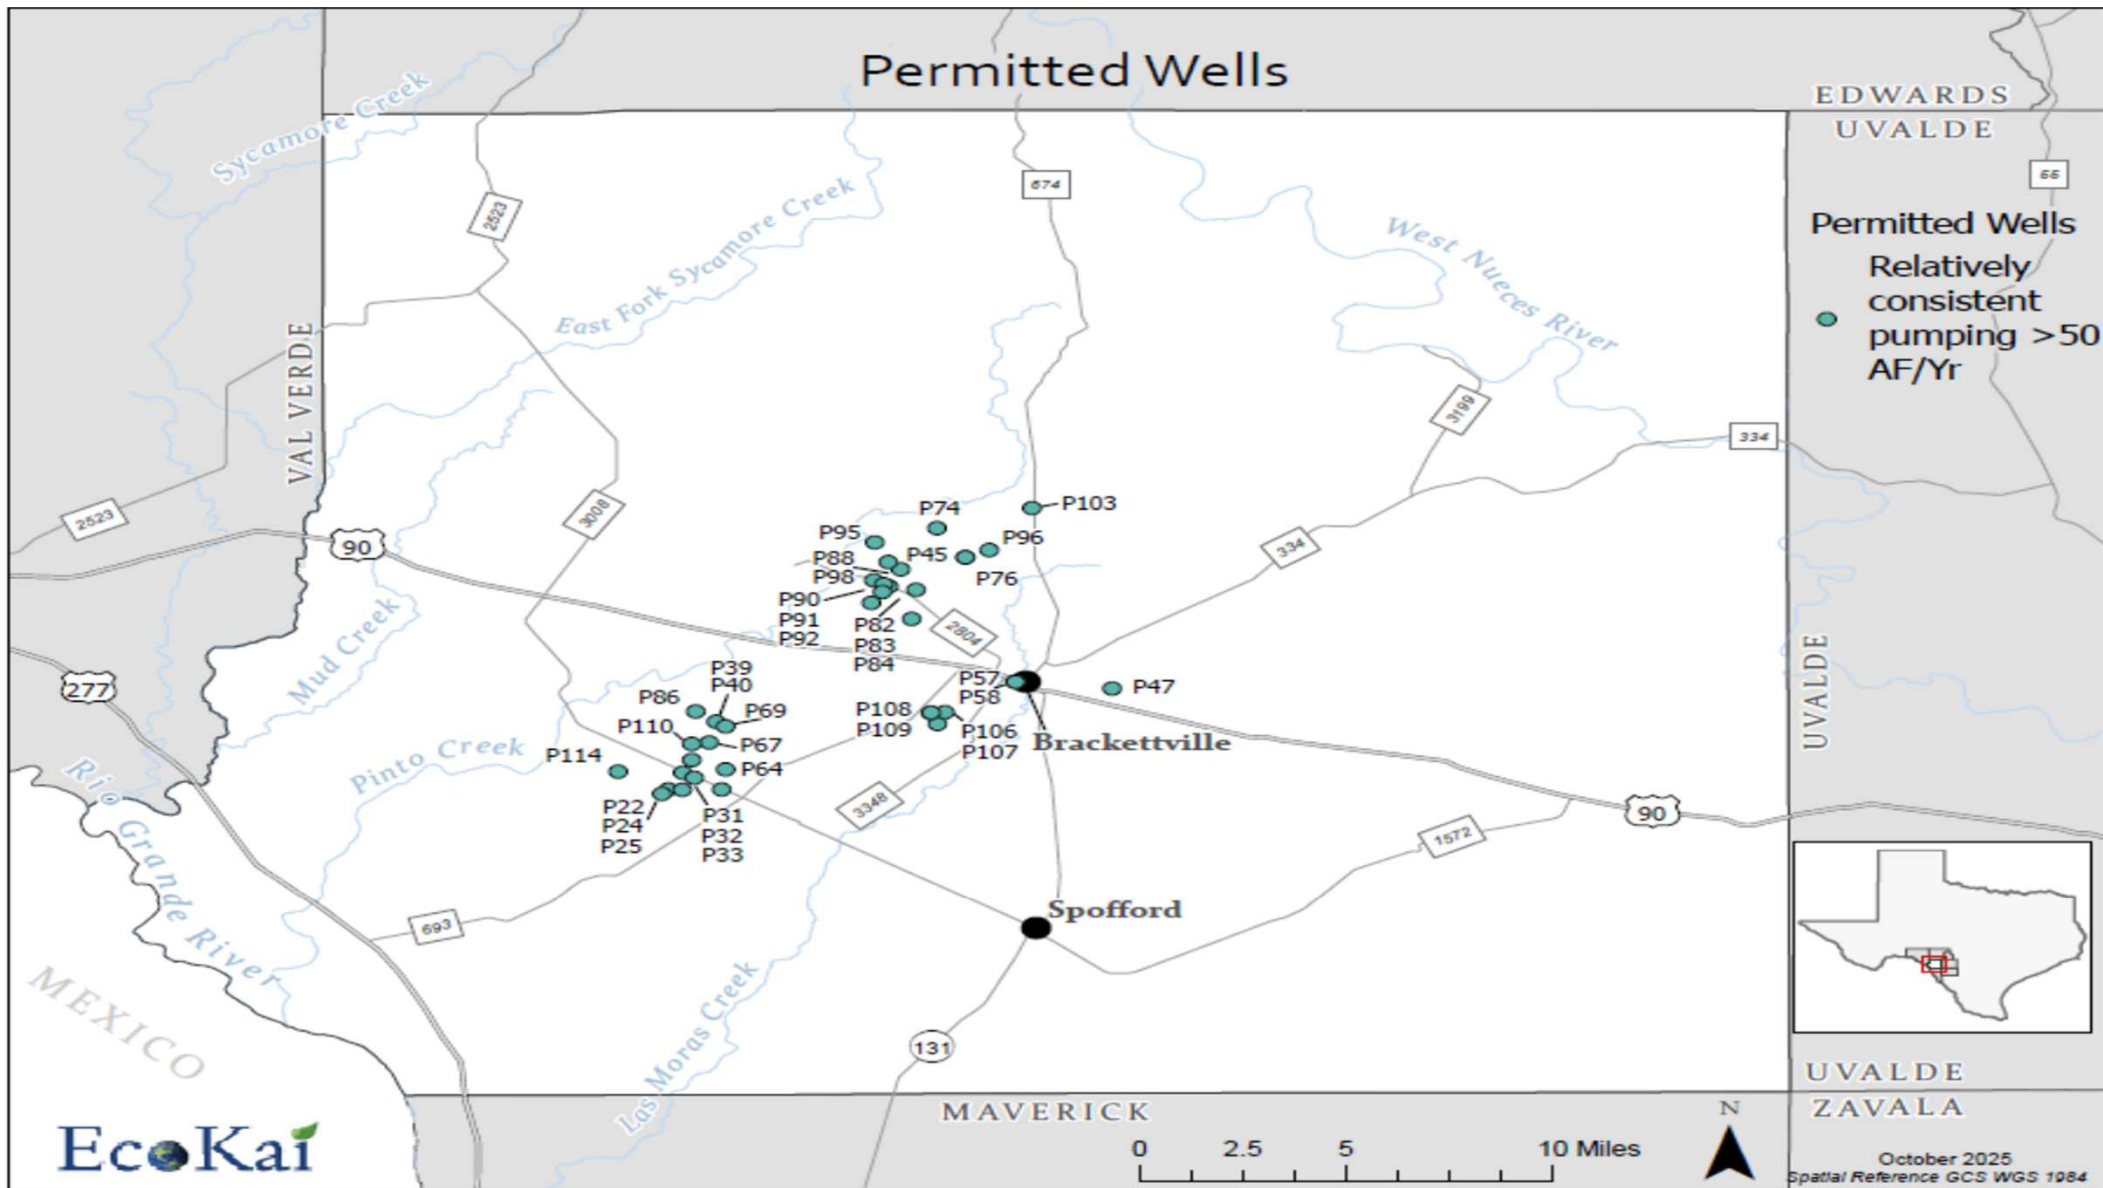 Permitted Wells
EDWARDS
UVALDE
Sycamore Creek
2523
674
55
East Fork Sycamore Creek
West Nueces River
Permitted Wells
Relatively
consistent
pumping >50
AF/Yr
VAL VERDE
3199
334
2523
90
3008
P103
P74
P95
P96
P88
P45
P98
P76
334
P90
P91
P92
P82
P83
P84
2804
Mud Creek
277
P39
P40
P57
P58
P47
UVALDE
P86
P69
P108
P109
P106
P107
P110
P67
Brackettville
P114
P64
Pinto Creek
Rio Grande River
P22
P24
P25
P31
P32
P33
3348
90
1572
693
Spofford
MEXICO
Las Moras Creek
131
UVALDE
ZAVALA
MAVERICK
N
EcoKai
0 2.5 5 10 Miles
October 2025
Spatial Reference GCS WGS 1984